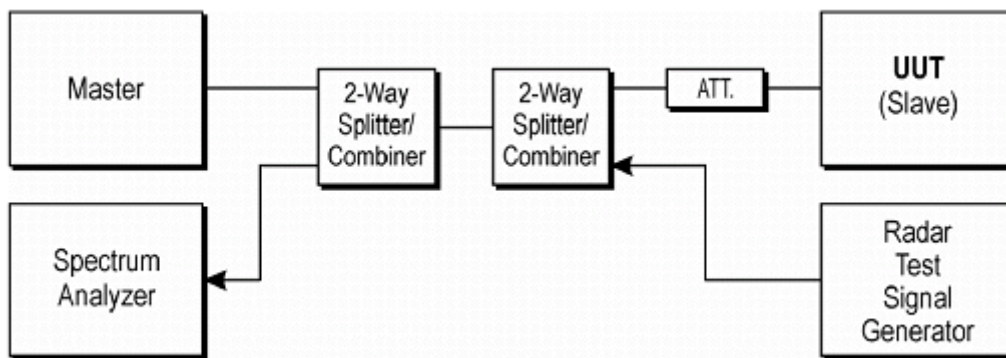 Master
2-Way
Splitter/
Combiner
2-Way
Splitter/
Combiner
ATT.
UUT
(Slave)
Spectrum
Analyzer
Radar
Test
Signal
Generator